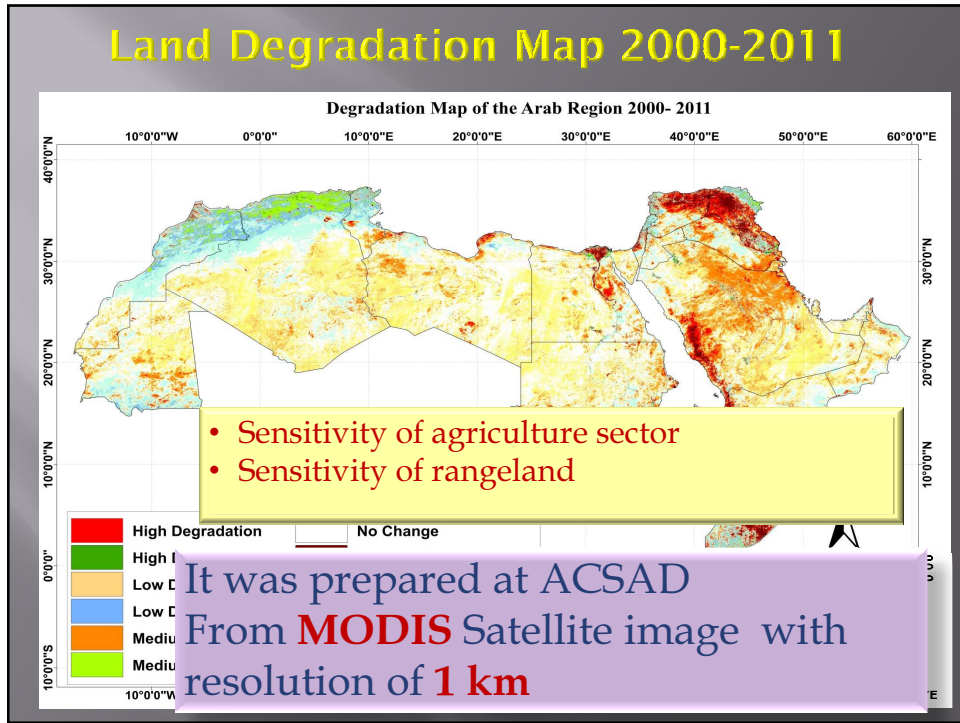 Land Degradation Map 2000-2011
Degradation Map of the Arab Region 2000- 2011
10°0'0"W 0°0'0" 10°0'0"E 20°0'0"E 30°0'0"E 40°0'0"E 50°0'0"E 60°0'0"E
40°0'0"N
30°0'0"N 30°0'0"N
20°0'0"N 20°0'0"N
• Sensitivity of agriculture sector
• Sensitivity of rangeland
10°0'0"N 10°0'0"N
High Degradation No Change
High
0°0'0"
It was prepared at ACSAD
Low
From MODIS Satellite image with
Low
resolution of 1 km
10°0'0"S
10°0'0"W